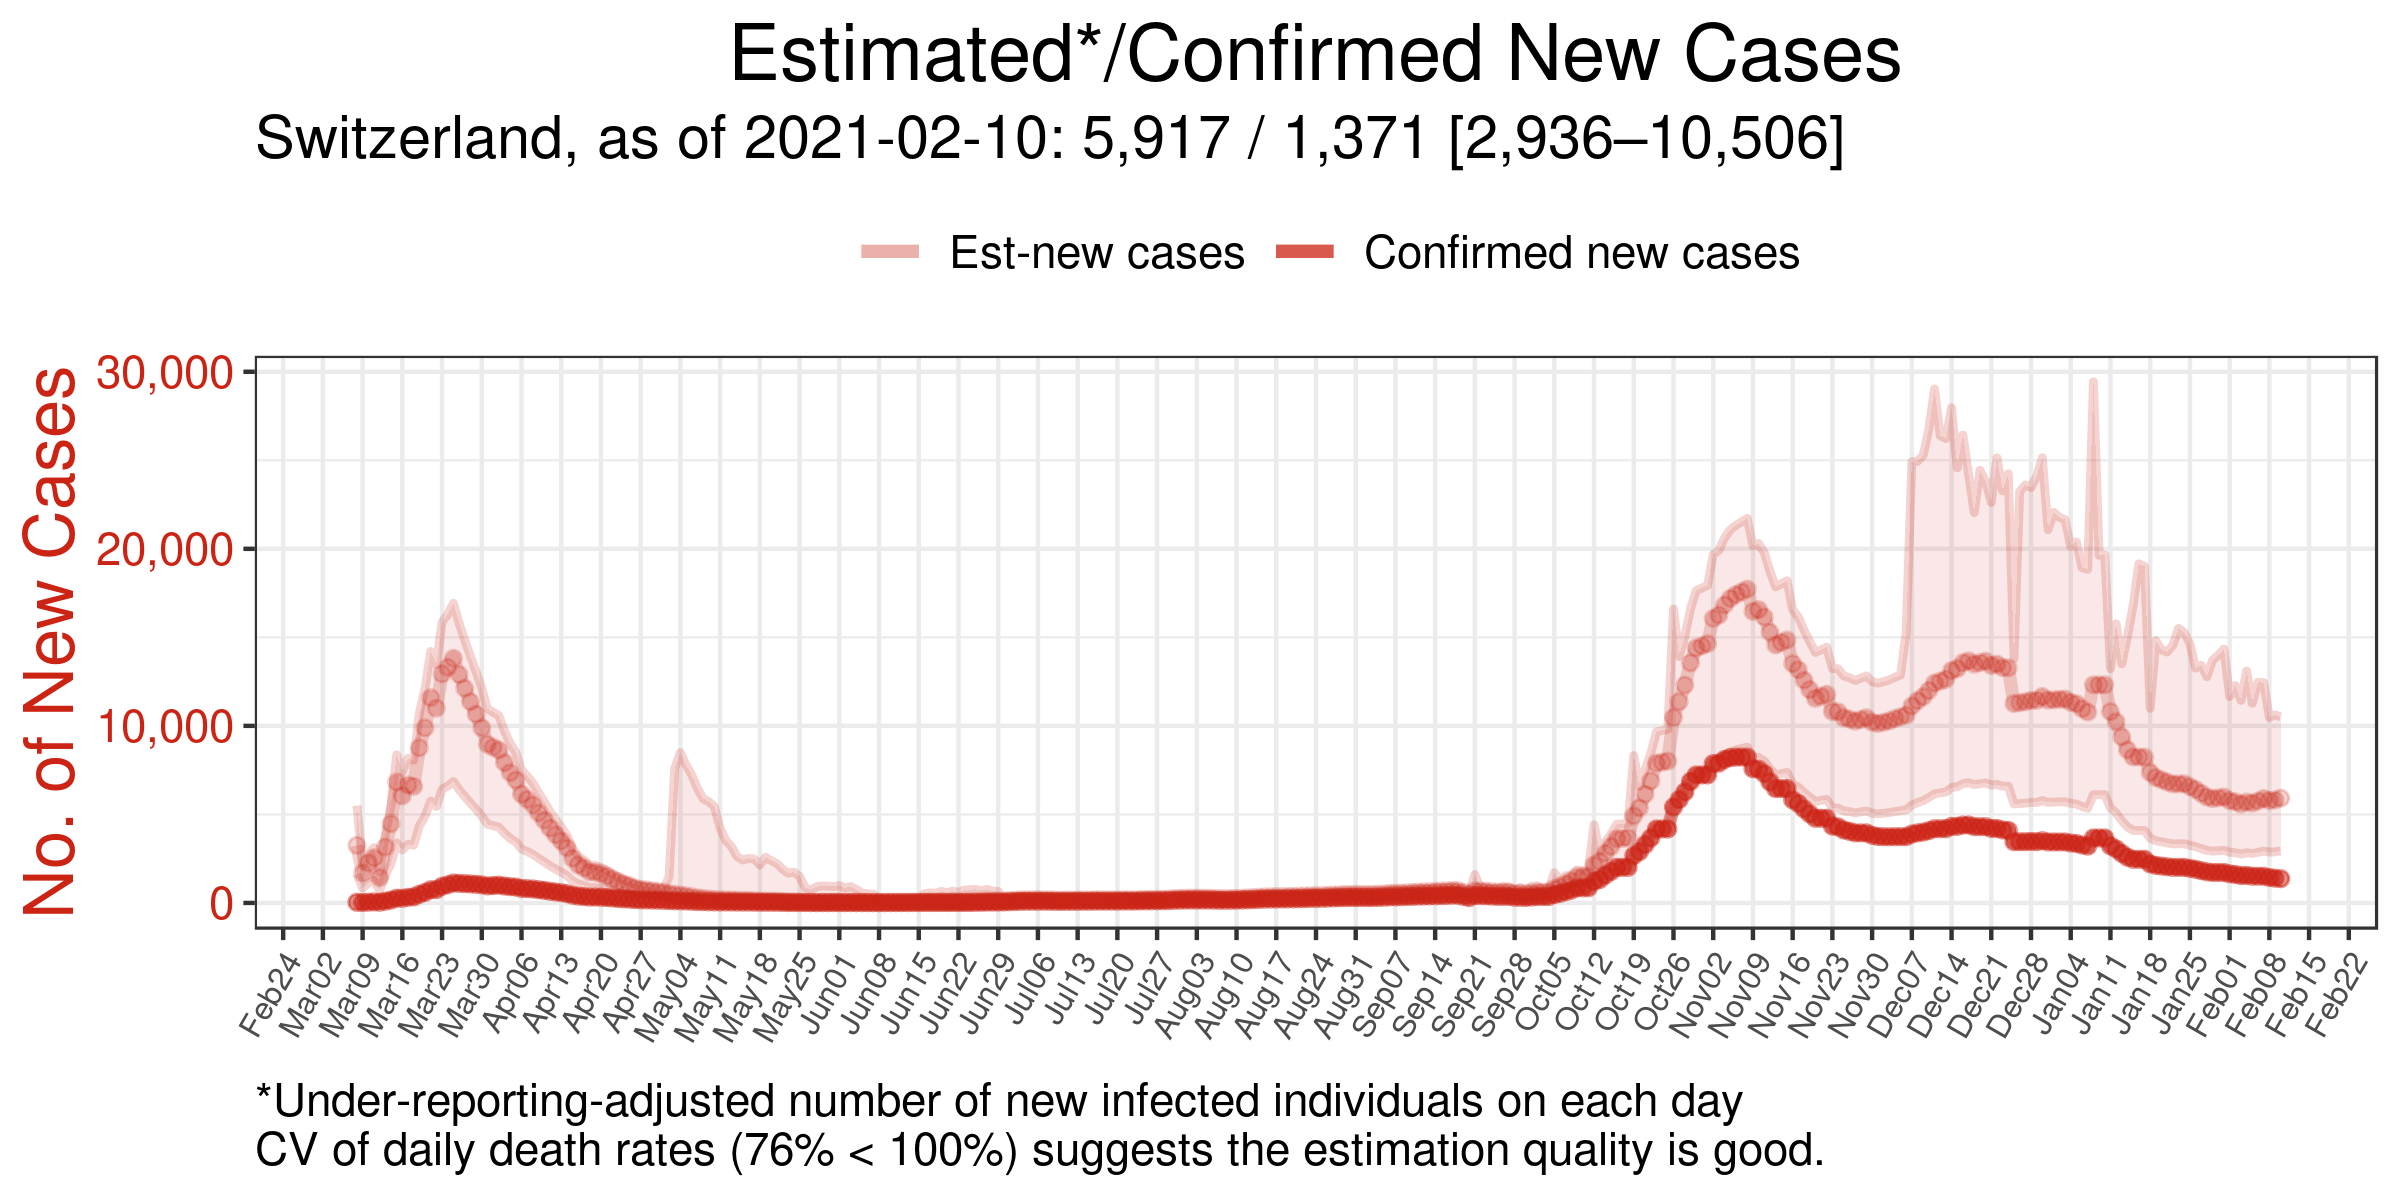 Estimated*/Confirmed New Cases
Switzerland, as of 2021-02-10: 5,917 / 1,371 [2,936–10,506]
Est-new cases
Confirmed new cases
No. of New Cases
30,000
20,000
10,000
0
Feb24
Mar02
Mar09
Mar16
Mar23
Mar30
Apr06
Apr13
Apr20
Apr27
May04
May11
May18
May25
Jun01
Jun08
Jun15
Jun22
Jun29
Jul06
Jul13
Jul20
Jul27
Aug03
Aug10
Aug17
Aug24
Aug31
Sep07
Sep14
Sep21
Sep28
Oct05
Oct12
Oct19
Oct26
Nov02
Nov09
Nov16
Nov23
Nov30
Dec07
Dec14
Dec21
Dec28
Jan04
Jan11
Jan18
Jan25
Feb01
Feb08
Feb15
Feb22
*Under-reporting-adjusted number of new infected individuals on each day
CV of daily death rates (76% < 100%) suggests the estimation quality is good.